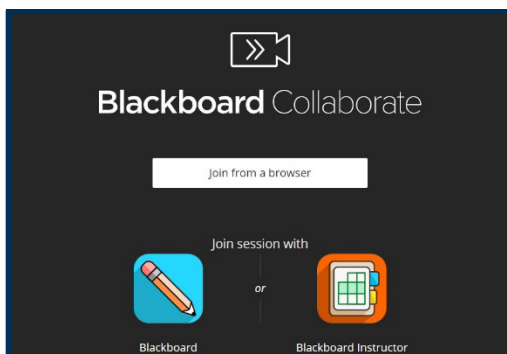 Blackboard Collaborate
Join from a browser
Join session with
or
Blackboard
Blackboard Instructor